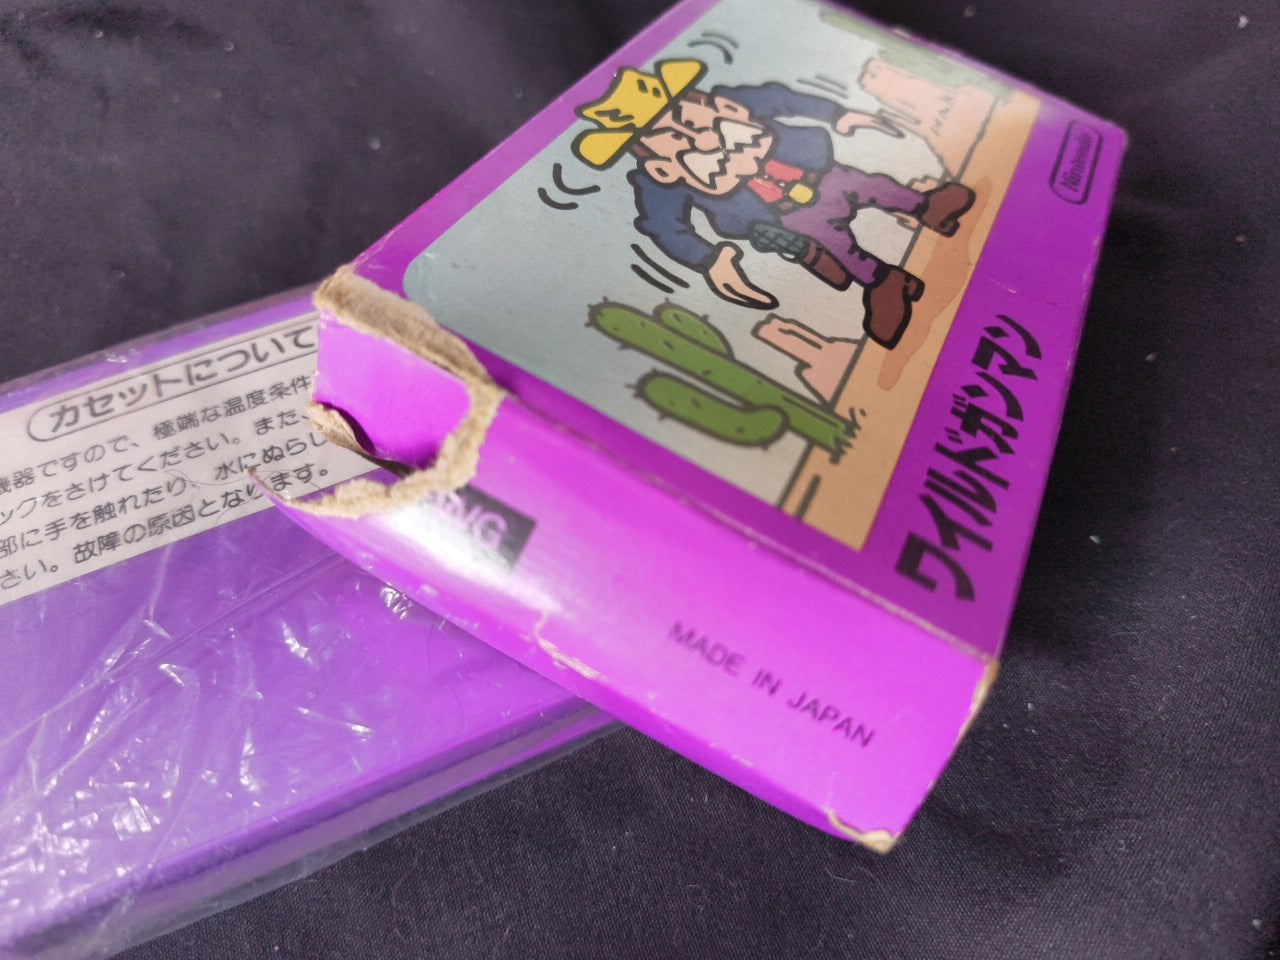 Nintendo
ワイルドガンマン
MADE IN JAPAN
カセットについて
機器ですので、極端な温度条件
ックをさけてください。また、
部に手を触れたり、水にぬらし
さい。故障の原因となります。